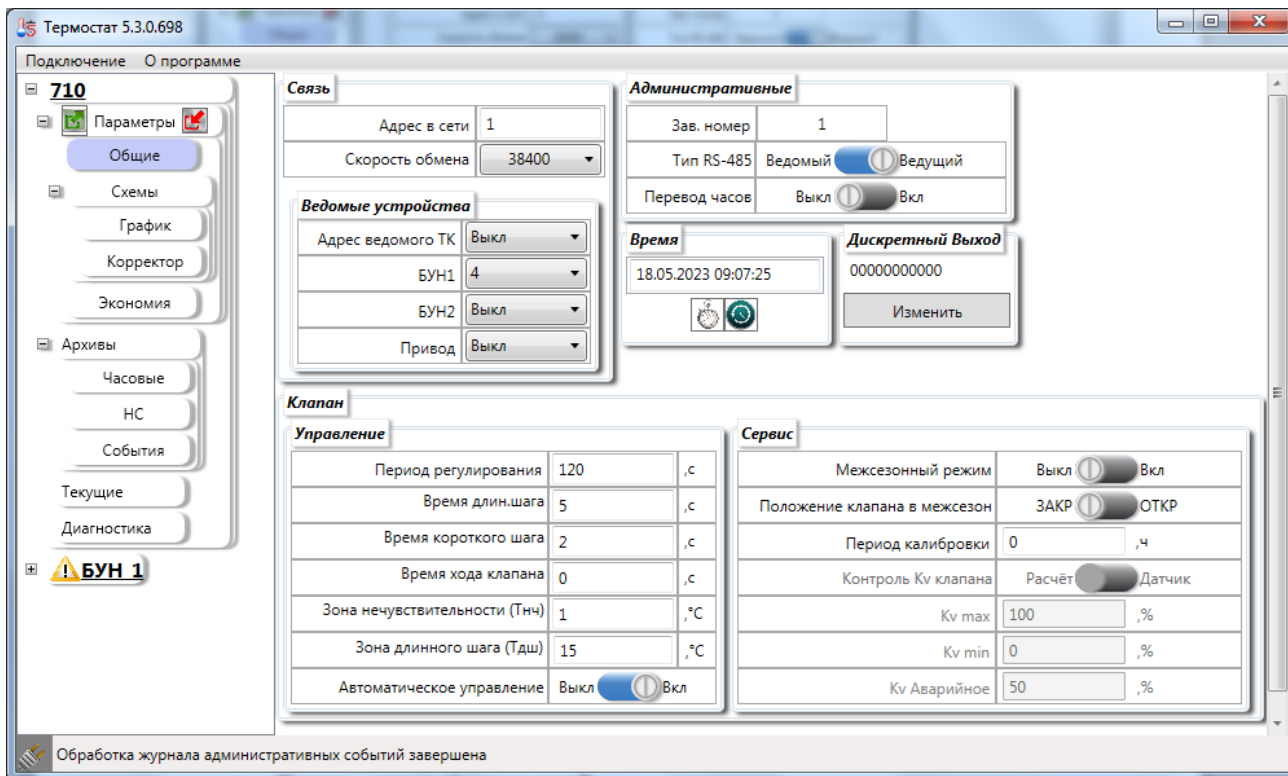 Термостат 5.3.0.698
Подключение О программе
710
Параметры
Общие
Схемы
График
Корректор
Экономия
Архивы
Часовые
НС
События
Текущие
Диагностика
БУН 1
Связь
Адрес в сети 1
Скорость обмена 38400
Ведомые устройства
Адрес ведомого ТК Выкл
БУН1 4
БУН2 Выкл
Привод Выкл
Административные
Зав. номер 1
Тип RS-485 Ведомый Ведущий
Перевод часов Выкл Вкл
Время
18.05.2023 09:07:25
Дискретный Выход
00000000000
Изменить
Клапан
Управление
Период регулирования 120 ,с
Время длин.шага 5 ,с
Время короткого шага 2 ,с
Время хода клапана 0 ,с
Зона нечувствительности (Тнч) 1 ,°С
Зона длинного шага (Тдш) 15 ,°С
Автоматическое управление Выкл Вкл
Сервис
Межсезонный режим Выкл Вкл
Положение клапана в межсезон ЗАКР ОТКР
Период калибровки 0 ,ч
Контроль Kv клапана Расчёт Датчик
Kv max 100 ,%
Kv min 0 ,%
Kv Аварийное 50 ,%
Обработка журнала административных событий завершена